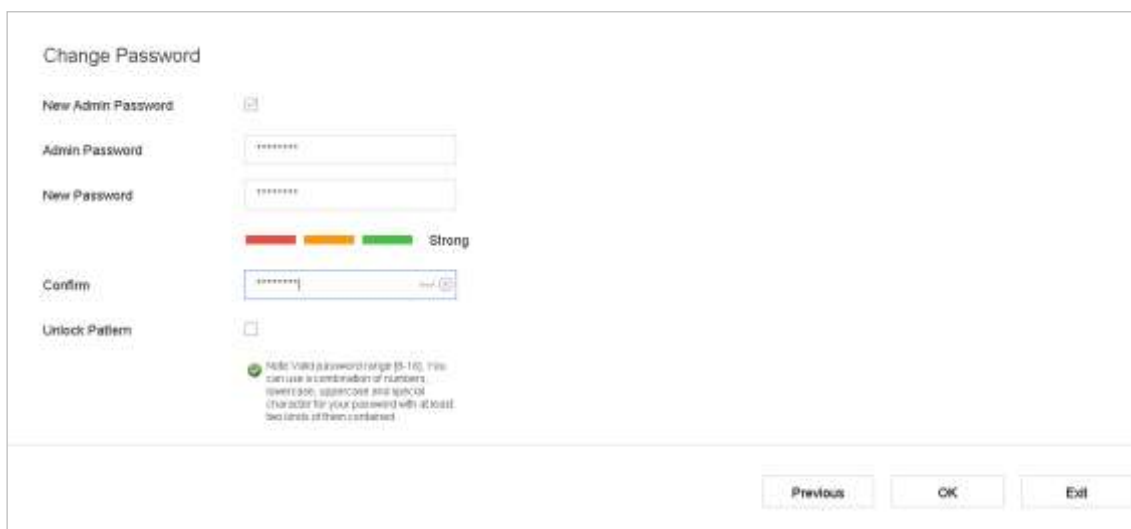 Change Password
New Admin Password
Admin Password ********
New Password ********
Strong
Confirm ********
Unlock Pattern
Note: Valid password range [8-16]. You
can use a combination of numbers,
lowercase, uppercase and special
character for your password with at least
two kinds of them contained.
Previous OK Exit